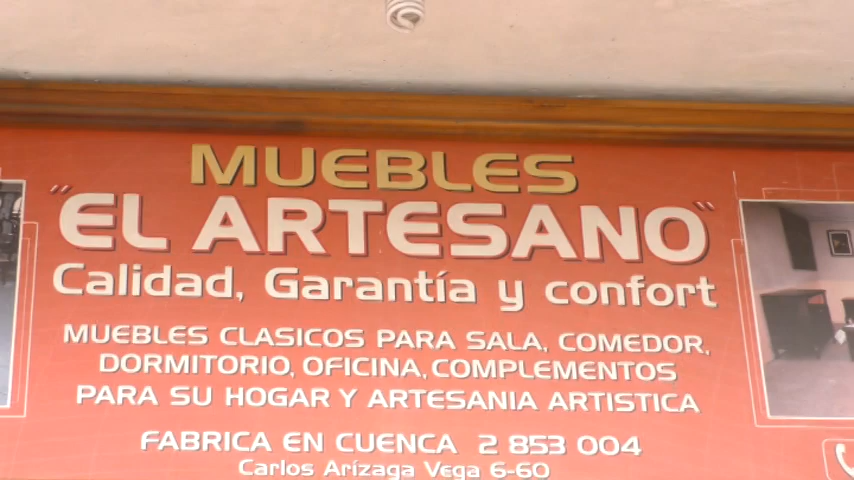 MUEBLES
"EL ARTESANO"
Calidad, Garantía y confort
MUEBLES CLASICOS PARA SALA, COMEDOR,
DORMITORIO, OFICINA, COMPLEMENTOS
PARA SU HOGAR Y ARTESANIA ARTISTICA
FABRICA EN CUENCA 2 853 004
Carlos Arízaga Vega 6-60